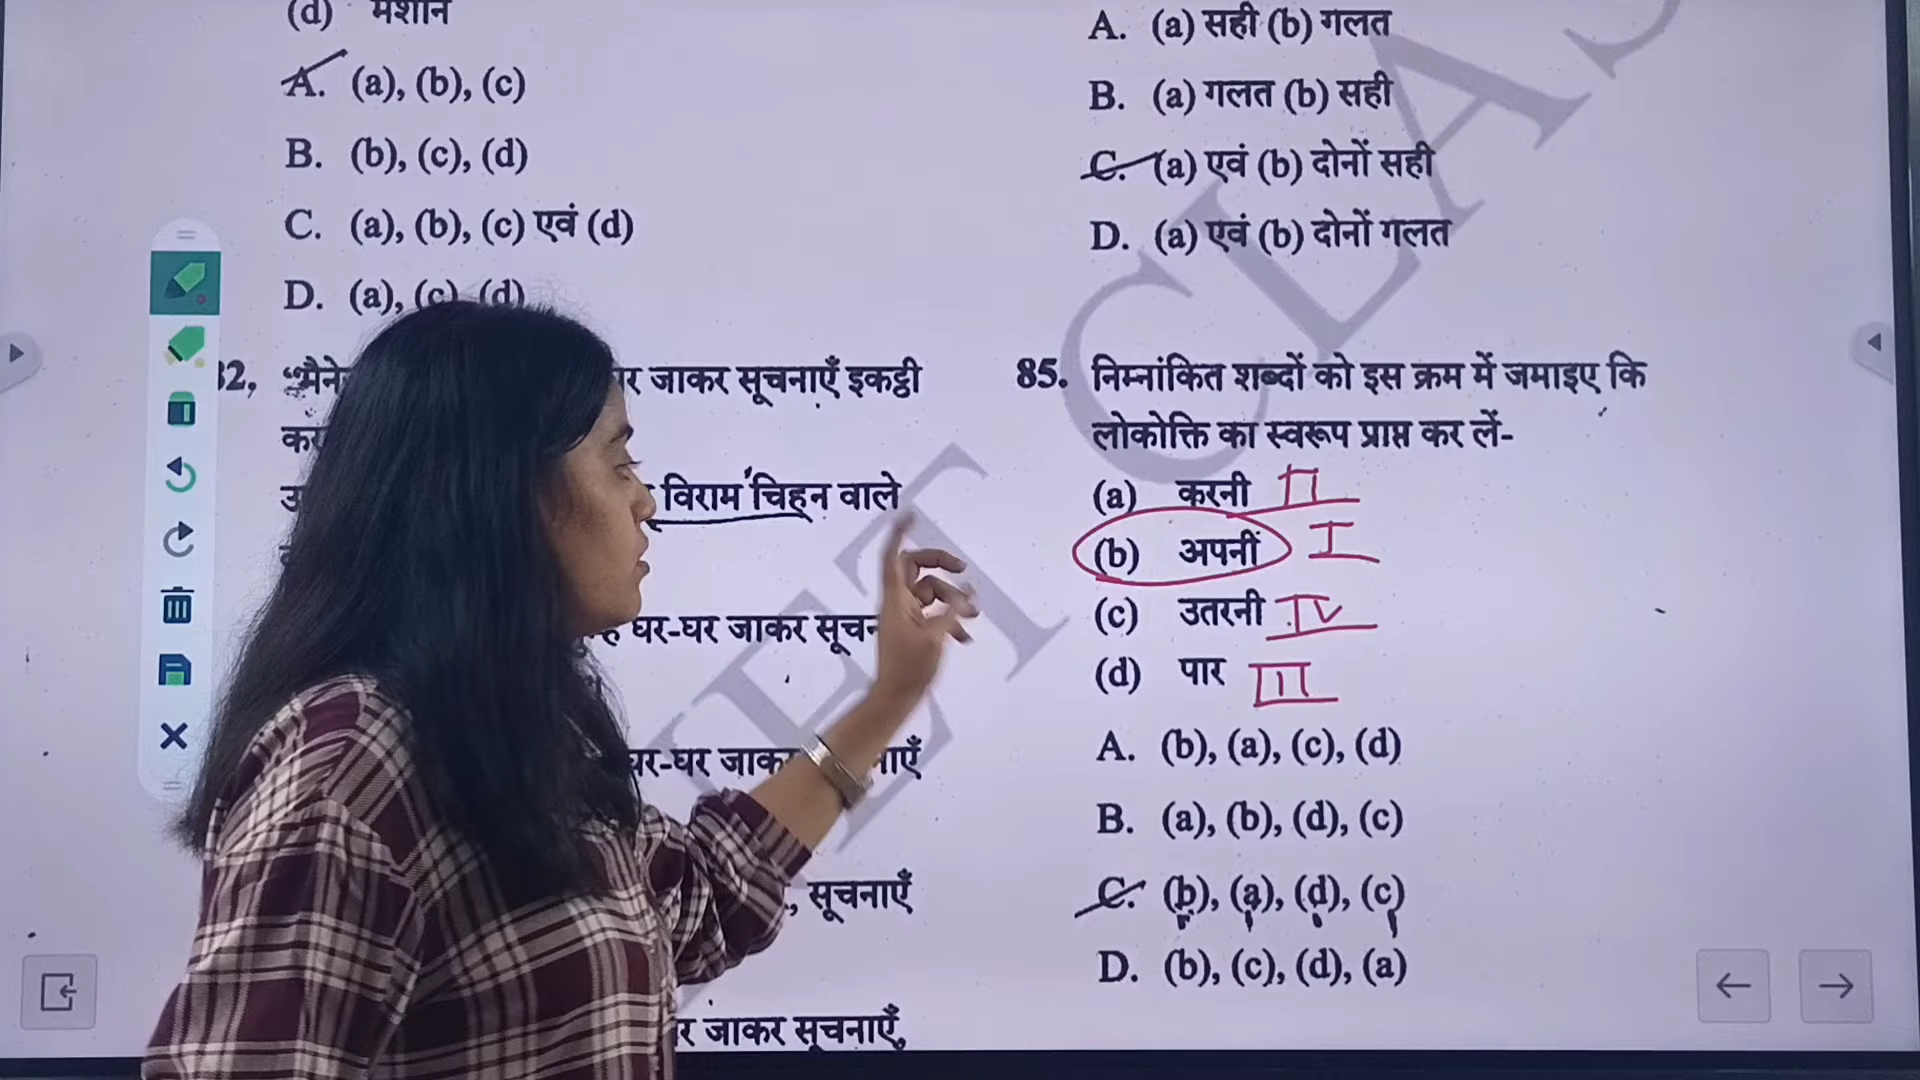 (d) मशीन
A. (a), (b), (c)
B. (b), (c), (d)
C. (a), (b), (c) एवं (d)
D. (a), (c), (d)
32,
जाकर सूचनाएँ इकट्ठी
विराम चिह्न वाले
घर-घर जाकर
घर-घर
सूचनाएँ
जाकर सूचनाएँ,
A. (a) सही (b) गलत
B. (a) गलत (b) सही
C. (a) एवं (b) दोनों सही
D. (a) एवं (b) दोनों गलत
85. निम्नांकित शब्दों को इस क्रम में जमाइए कि
लोकोक्ति का स्वरूप प्राप्त कर लें-
(a) करनी II
(b) अपनीं I
(c) उतरनी IV
(d) पार III
A. (b), (a), (c), (d)
B. (a), (b), (d), (c)
C. (b), (a), (d), (c)
D. (b), (c), (d), (a)